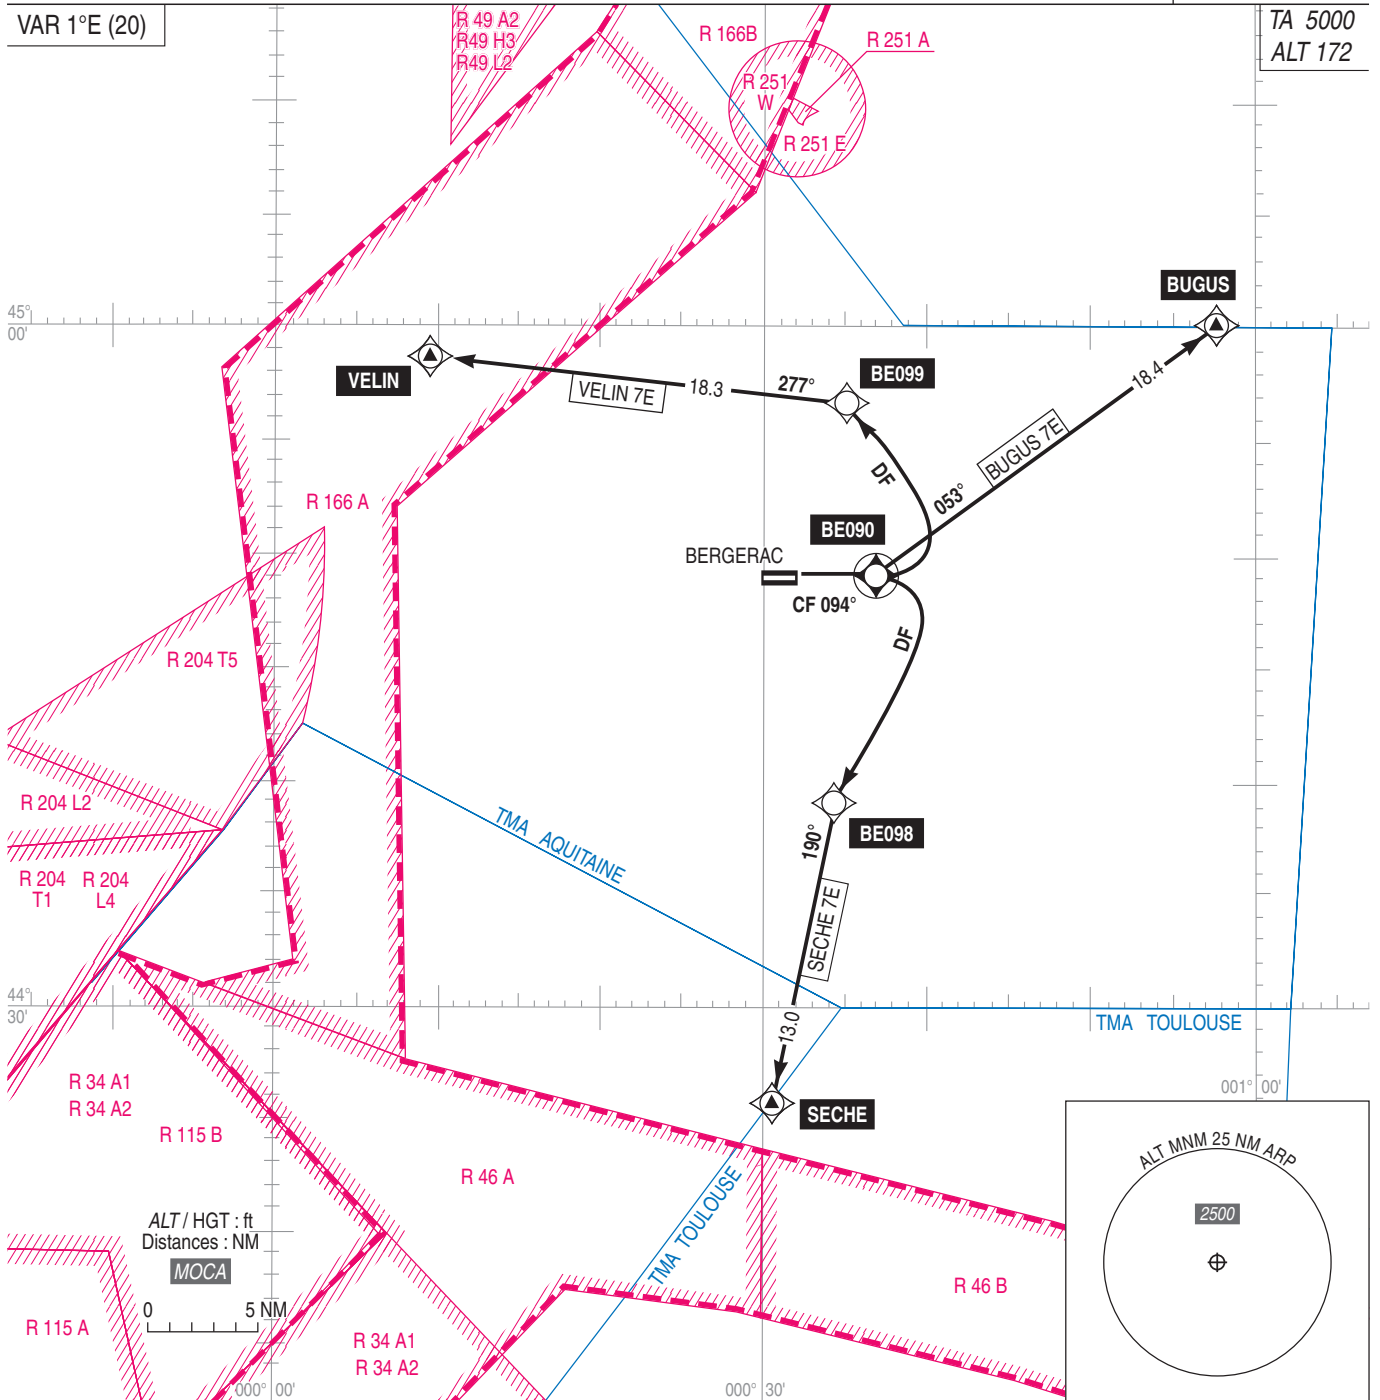 VAR 1°E (20)
R 49 A2
R49 H3
R49 L2
R 166B
R 251 A
TA 5000
ALT 172
R 251
W
R 251 E
BUGUS
45°
00'
VELIN
BE099
277°
18.3
VELIN 7E
18.4
BUGUS 7E
DF
053°
R 166 A
BE090
BERGERAC
CF 094°
DF
R 204 T5
R 204 L2
TMA AQUITAINE
BE098
190°
R 204
T1
R 204
L4
SECHE 7E
44°
30'
13.0
TMA TOULOUSE
R 34 A1
R 34 A2
001° 00'
SECHE
R 115 B
R 46 A
ALT MNM 25 NM ARP
2500
TMA TOULOUSE
ALT / HGT : ft
Distances : NM
MOCA
0 5 NM
R 46 B
R 115 A
R 34 A1
R 34 A2
000° 00'
000° 30'